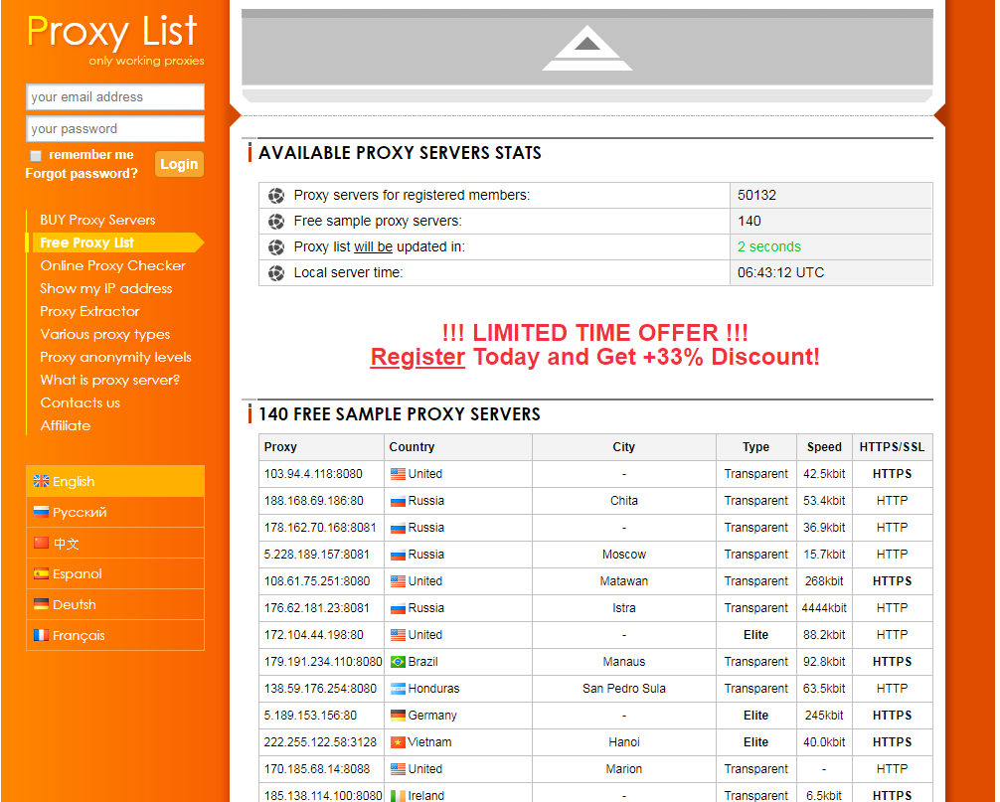 Proxy List
only working proxies
your email address
your password
remember me
Forgot password?
Login
BUY Proxy Servers
Free Proxy List
Online Proxy Checker
Show my IP address
Proxy Extractor
Various proxy types
Proxy anonymity levels
What is proxy server?
Contacts us
Affiliate
English
Русский
中文
Espanol
Deutsh
Français
AVAILABLE PROXY SERVERS STATS
Proxy servers for registered members: 50132
Free sample proxy servers: 140
Proxy list will be updated in: 2 seconds
Local server time: 06:43:12 UTC
!!! LIMITED TIME OFFER !!!
Register Today and Get +33% Discount!
140 FREE SAMPLE PROXY SERVERS
Proxy Country City Type Speed HTTPS/SSL
103.94.4.118:8080 United - Transparent 42.5kbit HTTPS
188.168.69.186:80 Russia Chita Transparent 53.4kbit HTTP
178.162.70.168:8081 Russia - Transparent 36.9kbit HTTP
5.228.189.157:8081 Russia Moscow Transparent 15.7kbit HTTP
108.61.75.251:8080 United Matawan Transparent 268kbit HTTPS
176.62.181.23:8081 Russia Istra Transparent 4444kbit HTTP
172.104.44.198:80 United - Elite 88.2kbit HTTP
179.191.234.110:8080 Brazil Manaus Transparent 92.8kbit HTTPS
138.59.176.254:8080 Honduras San Pedro Sula Transparent 63.5kbit HTTP
5.189.153.156:80 Germany - Elite 245kbit HTTPS
222.255.122.58:3128 Vietnam Hanoi Elite 40.0kbit HTTPS
170.185.68.14:8088 United Marion Transparent - HTTP
185.138.114.100:8080 Ireland - Transparent 6.5kbit HTTPS